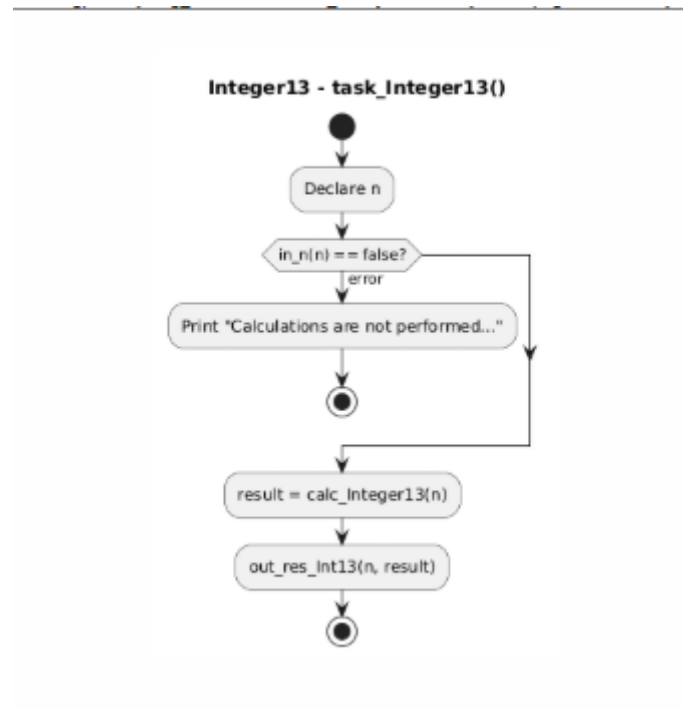 Integer13 - task_Integer13()
Declare n
in_n(n) == false?
error
Print "Calculations are not performed..."
result = calc_Integer13(n)
out_res_Int13(n, result)